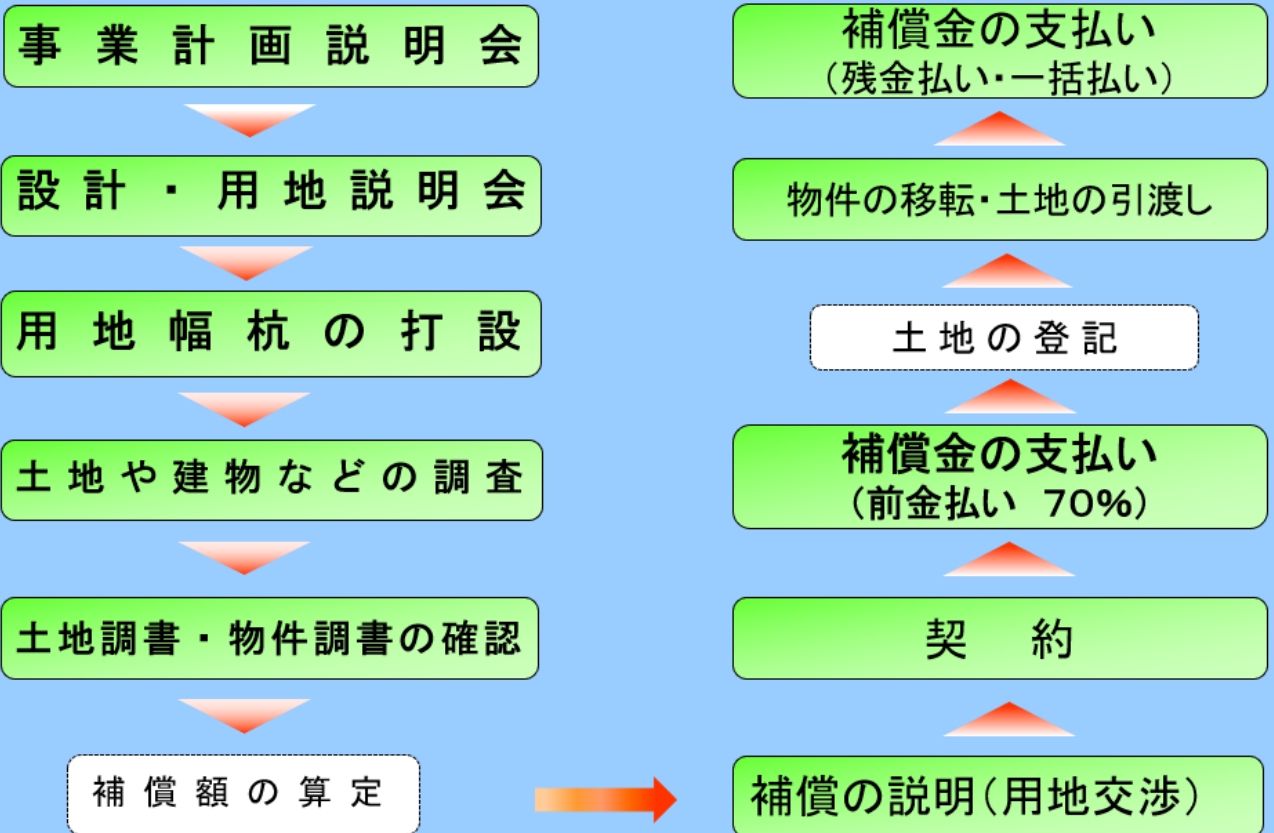 事業計画説明会
設計・用地説明会
用地幅杭の打設
土地や建物などの調査
土地調書・物件調書の確認
補償額の算定
補償の説明（用地交渉）
契約
補償金の支払い
（前金払い　70%）
土地の登記
物件の移転・土地の引渡し
補償金の支払い
（残金払い・一括払い）